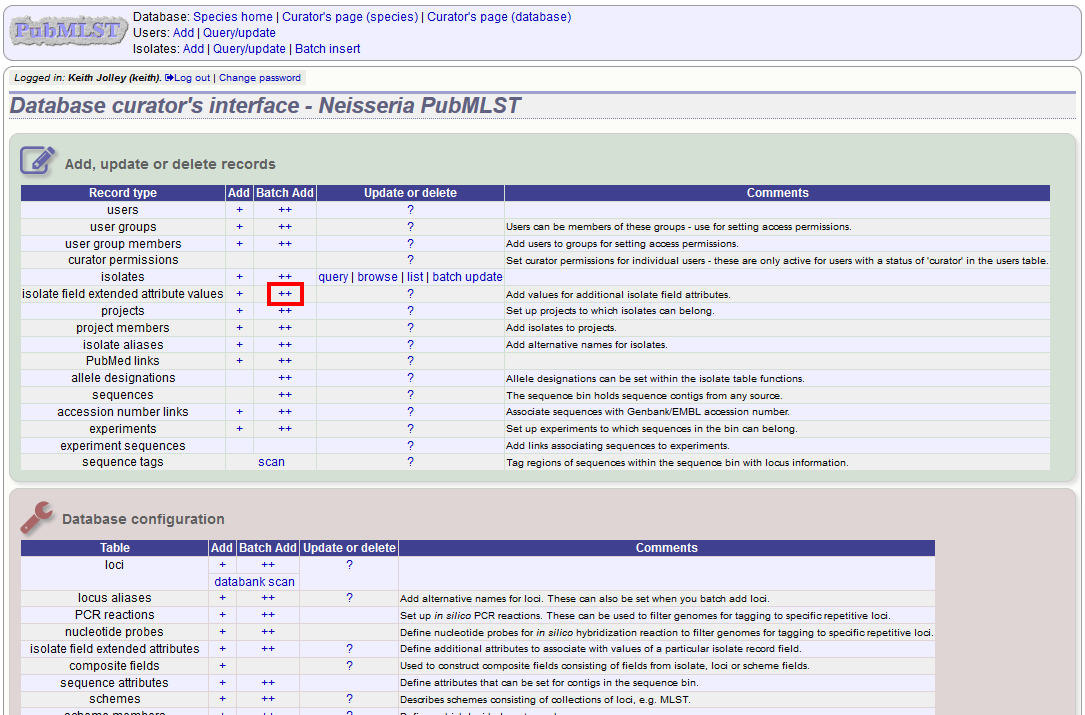 PubMLST
Database: Species home | Curator's page (species) | Curator's page (database)
Users: Add | Query/update
Isolates: Add | Query/update | Batch insert
Logged in: Keith Jolley (keith). Log out | Change password
Database curator's interface - Neisseria PubMLST
Add, update or delete records
Record type Add Batch Add Update or delete Comments
users + ++ ?
user groups + ++ ? Users can be members of these groups - use for setting access permissions.
user group members + ++ ? Add users to groups for setting access permissions.
curator permissions ? Set curator permissions for individual users - these are only active for users with a status of 'curator' in the users table.
isolates + ++ query | browse | list | batch update
isolate field extended attribute values + ++ ? Add values for additional isolate field attributes.
projects + ++ ? Set up projects to which isolates can belong.
project members + ++ ? Add isolates to projects.
isolate aliases + ++ ? Add alternative names for isolates.
PubMed links + ++ ?
allele designations ++ ? Allele designations can be set within the isolate table functions.
sequences ++ ? The sequence bin holds sequence contigs from any source.
accession number links + ++ ? Associate sequences with Genbank/EMBL accession number.
experiments + ++ ? Set up experiments to which sequences in the bin can belong.
experiment sequences ? Add links associating sequences to experiments.
sequence tags scan ? Tag regions of sequences within the sequence bin with locus information.
Database configuration
Table Add Batch Add Update or delete Comments
loci + ++ ?
databank scan
locus aliases + ++ ? Add alternative names for loci. These can also be set when you batch add loci.
PCR reactions + ++ Set up in silico PCR reactions. These can be used to filter genomes for tagging to specific repetitive loci.
nucleotide probes + ++ Define nucleotide probes for in silico hybridization reaction to filter genomes for tagging to specific repetitive loci.
isolate field extended attributes + ++ ? Define additional attributes to associate with values of a particular isolate record field.
composite fields + ? Used to construct composite fields consisting of fields from isolate, loci or scheme fields.
sequence attributes + ++ Define attributes that can be set for contigs in the sequence bin.
schemes + ++ ? Describes schemes consisting of collections of loci, e.g. MLST.